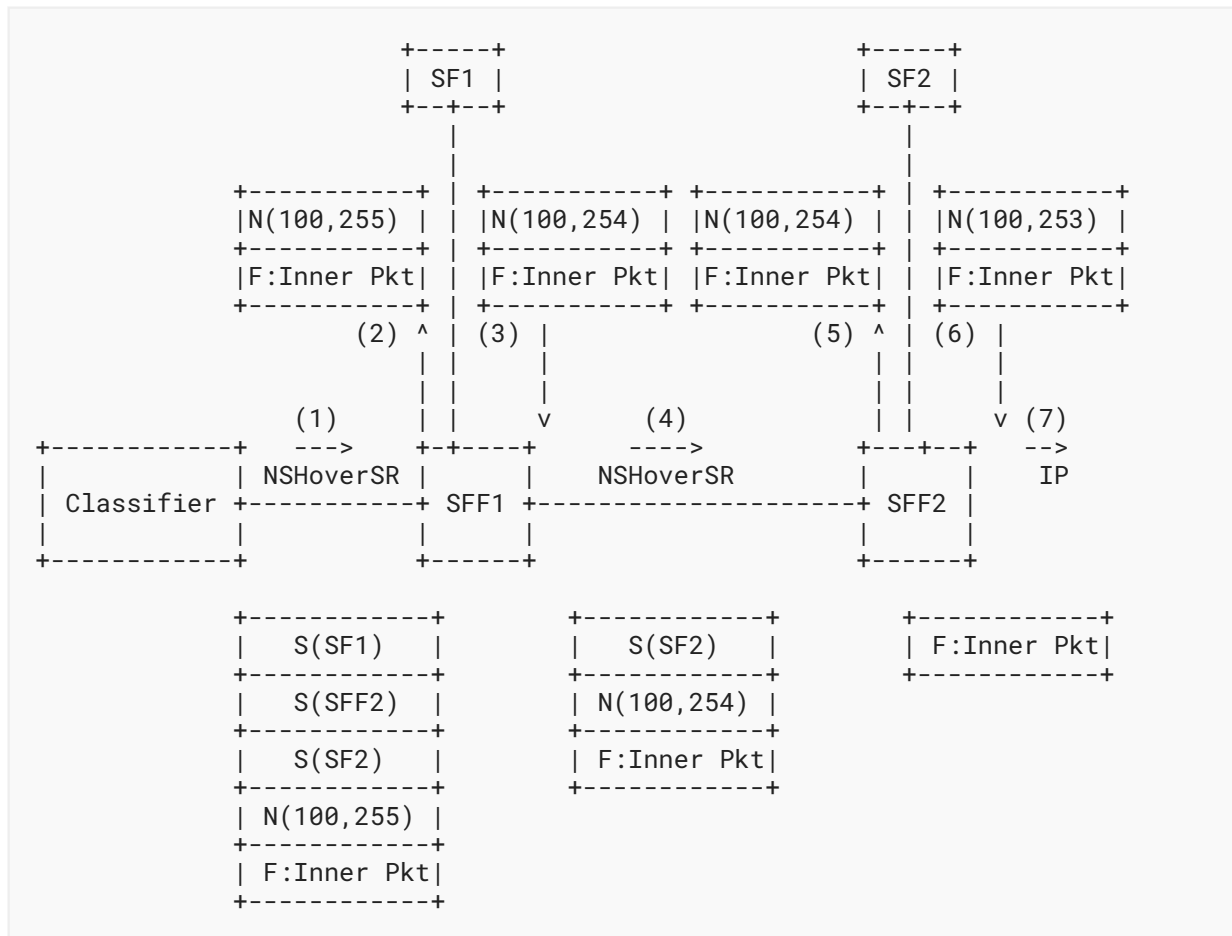 SF1 SF2
N(100,255) N(100,254) N(100,254) N(100,253)
F:Inner Pkt F:Inner Pkt F:Inner Pkt F:Inner Pkt
(2) ^ (3) (5) ^ (6)
(1) v (4) v (7)
---> ----> -->
NSHoverSR NSHoverSR IP
Classifier SFF1 SFF2
S(SF1) S(SF2) F:Inner Pkt
S(SFF2) N(100,254)
S(SF2) F:Inner Pkt
N(100,255)
F:Inner Pkt